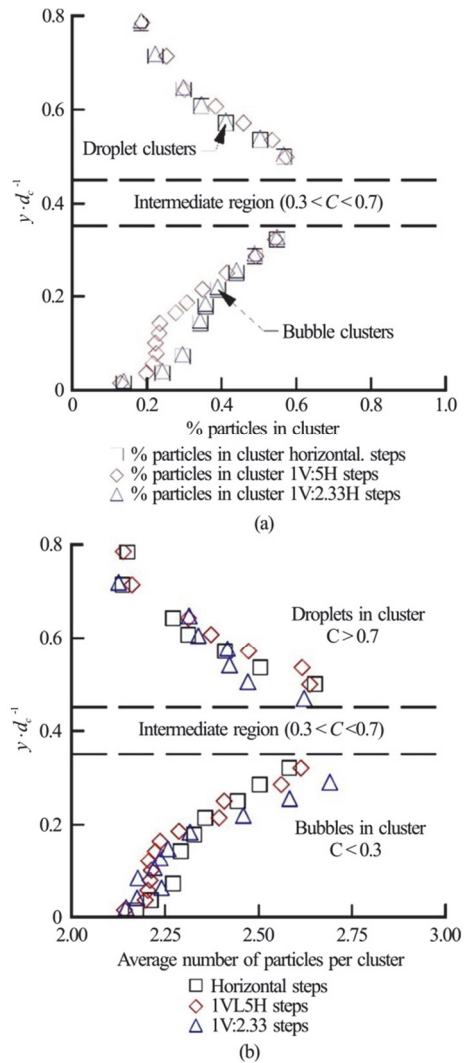 0.8
0.6
0.4
0.2
0
y·d_c^-1
Droplet clusters
Intermediate region (0.3 < C < 0.7)
Bubble clusters
0 0.2 0.4 0.6 0.8 1.0
% particles in cluster
% particles in cluster horizontal. steps
% particles in cluster 1V:5H steps
% particles in cluster 1V:2.33H steps
(a)
0.8
0.6
0.4
0.2
0
y·d_c^-1
Droplets in cluster
C > 0.7
Intermediate region (0.3 < C < 0.7)
Bubbles in cluster
C < 0.3
2.00 2.25 2.50 2.75 3.00
Average number of particles per cluster
Horizontal steps
1VL5H steps
1V:2.33 steps
(b)